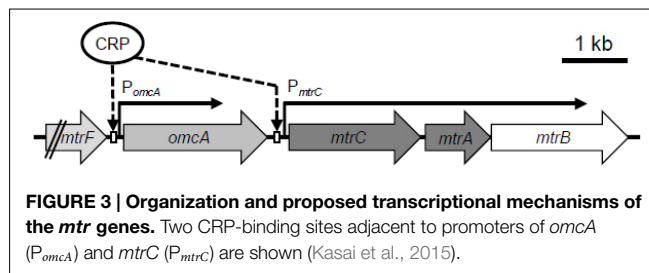 CRP
1 kb
PomcA
PmtrC
mtrF
omcA
mtrC
mtrA
mtrB
FIGURE 3 | Organization and proposed transcriptional mechanisms of
the mtr genes. Two CRP-binding sites adjacent to promoters of omcA
(PomcA) and mtrC (PmtrC) are shown (Kasai et al., 2015).